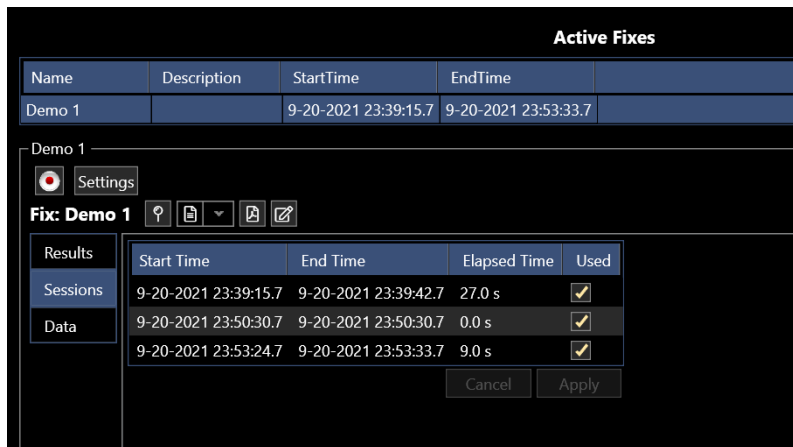 Active Fixes
Name Description StartTime EndTime
Demo 1 9-20-2021 23:39:15.7 9-20-2021 23:53:33.7
Demo 1
Settings
Fix: Demo 1
Results
Sessions
Data
Start Time End Time Elapsed Time Used
9-20-2021 23:39:15.7 9-20-2021 23:39:42.7 27.0 s
9-20-2021 23:50:30.7 9-20-2021 23:50:30.7 0.0 s
9-20-2021 23:53:24.7 9-20-2021 23:53:33.7 9.0 s
Cancel Apply